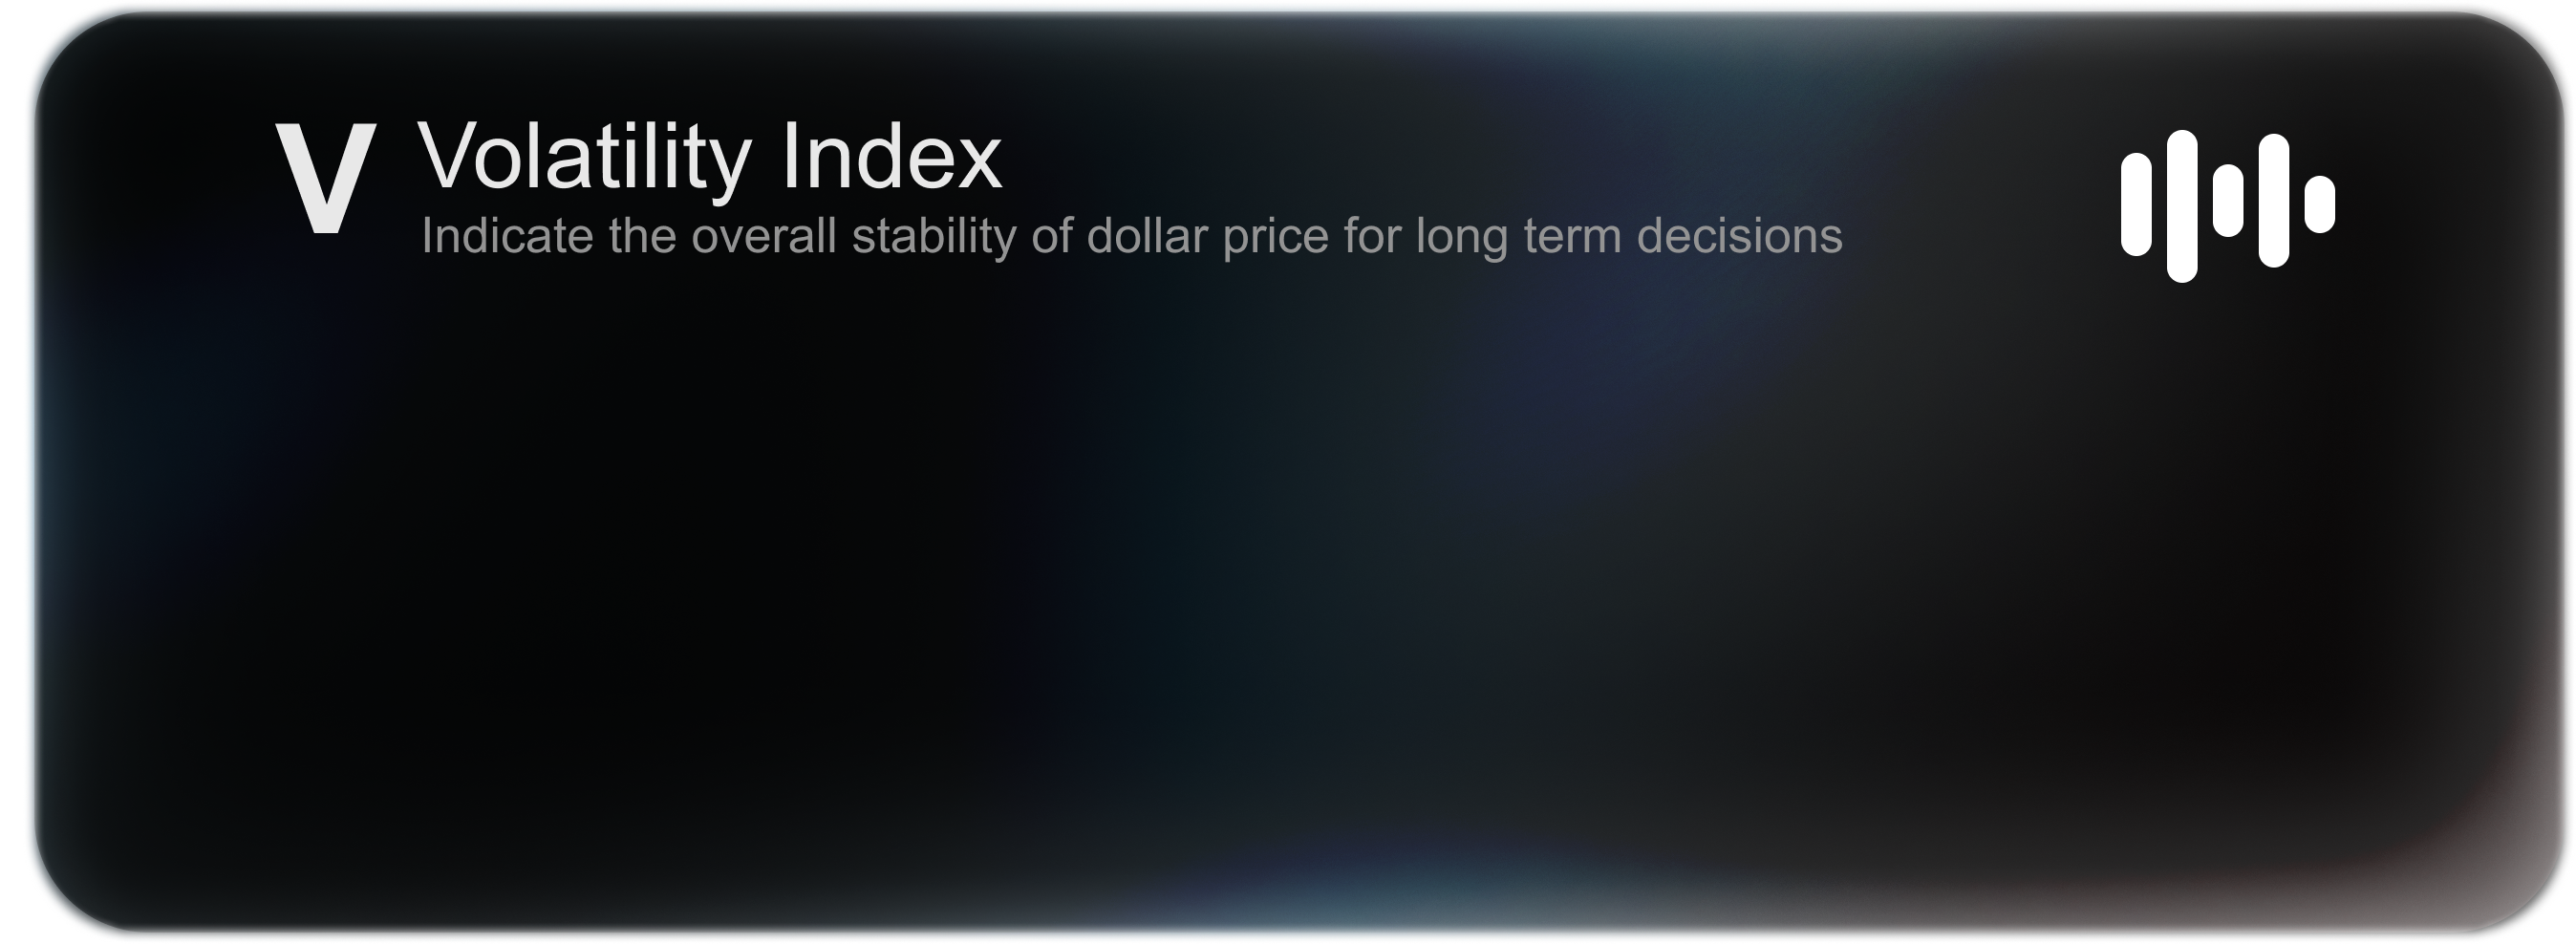 V Volatility Index
Indicate the overall stability of dollar price for long term decisions